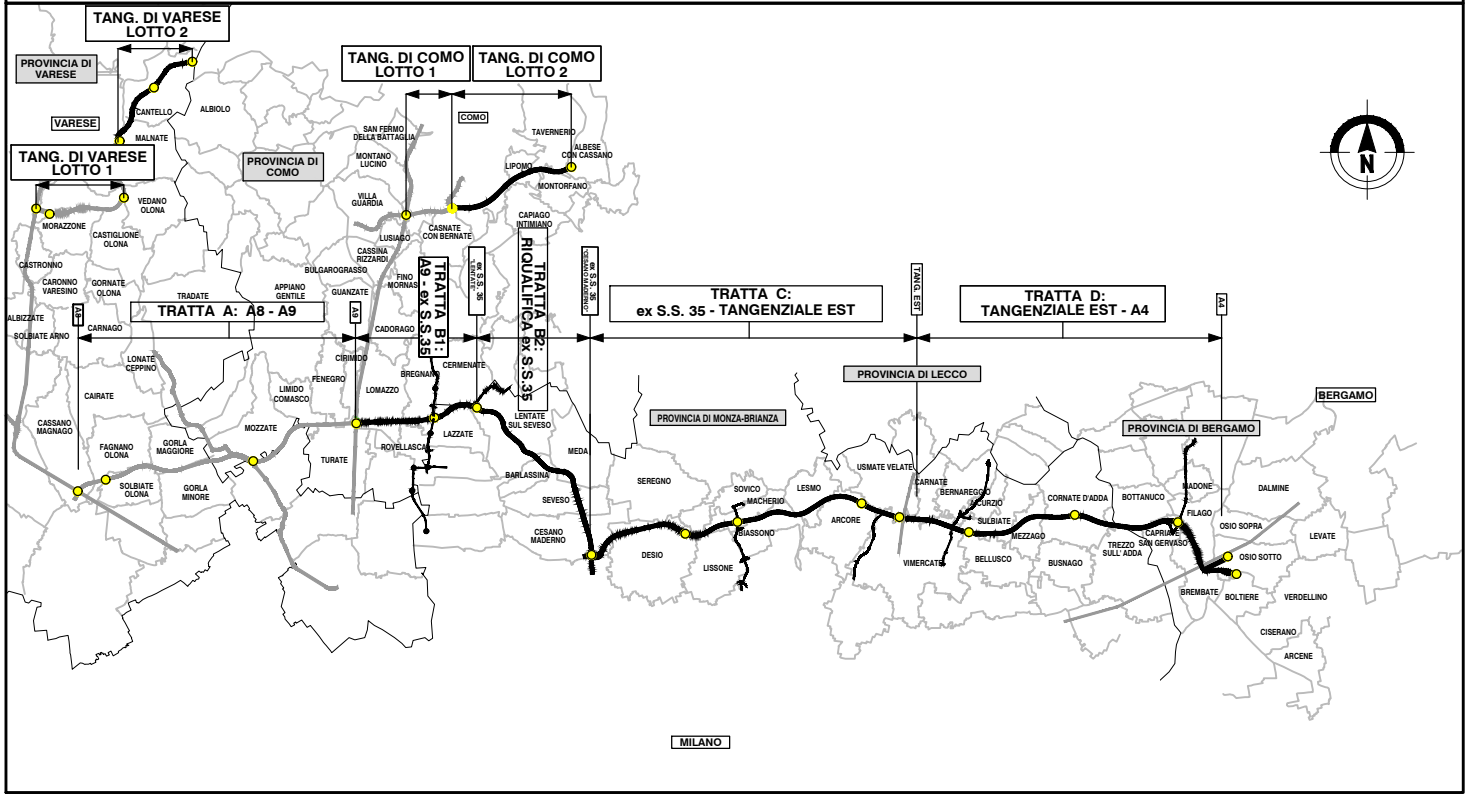 TANG. DI VARESE
LOTTO 2
PROVINCIA DI
VARESE
CANTELLO
ALBIOLO
VARESE
MALNATE
TANG. DI VARESE
LOTTO 1
VEDANO
OLONA
MORAZZONE
CASTIGLIONE
OLONA
CASTRONNO
CARONNO
VARESINO
GORNATE
OLONA
ALBIZZATE
SOLBIATE ARNO
CARNAGO
TRADATE
APPIANO
GENTILE
A8
TRATTA A: A8 - A9
A9
PROVINCIA DI
COMO
TANG. DI COMO
LOTTO 1
TANG. DI COMO
LOTTO 2
COMO
SAN FERMO
DELLA BATTAGLIA
MONTANO
LUCINO
VILLA
GUARDIA
LUSIAGO
CASSINA
RIZZARDI
BULGAROGRASSO
GUANZATE
FINO
MORNAS
CADORAGO
CASNATE
CON BERNATE
CAPIAGO
INTIMIANO
LIPOMO
TAVERNERIO
ALBESE
CON CASSANO
MONTORFANO
TRATTA B1:
A9 - ex S.S.35
ex S.S. 35
"LENTATE"
TRATTA B2:
RIQUALIFICA ex S.S.35
ex S.S. 35
"CESANO MADERNO"
TRATTA C:
ex S.S. 35 - TANGENZIALE EST
TANG. EST
TRATTA D:
TANGENZIALE EST - A4
A4
LONATE
CEPPINO
CAIRATE
CASSANO
MAGNAGO
FAGNANO
OLONA
SOLBIATE
OLONA
GORLA
MAGGIORE
GORLA
MINORE
MOZZATE
LIMIDO
COMASCO
FENEGRO
CIRIMIDO
LOMAZZO
TURATE
BREGNANO
CERMENATE
ROVELLASCA
LAZZATE
LENTATE
SUL SEVESO
BARLASSINA
MEDA
SEVESO
CESANO
MADERNO
PROVINCIA DI MONZA-BRIANZA
SEREGNO
DESIO
SOVICO
MACHERIO
BIASSONO
LISSONE
LESMO
ARCORE
USMATE VELATE
PROVINCIA DI LECCO
CARNATE
BERNAREGGIO
SULBIATE
MEZZAGO
VIMERCATE
BELLUSCO
BUSNAGO
CORNATE D'ADDA
TREZZO
SULL' ADDA
BOTTANUCO
PROVINCIA DI BERGAMO
BERGAMO
MADONE
FILAGO
CAPRIATE
SAN GERVASO
DALMINE
OSIO SOPRA
OSIO SOTTO
LEVATE
BREMBATE
BOLTIERE
VERDELLINO
CISERANO
ARCENE
N
MILANO